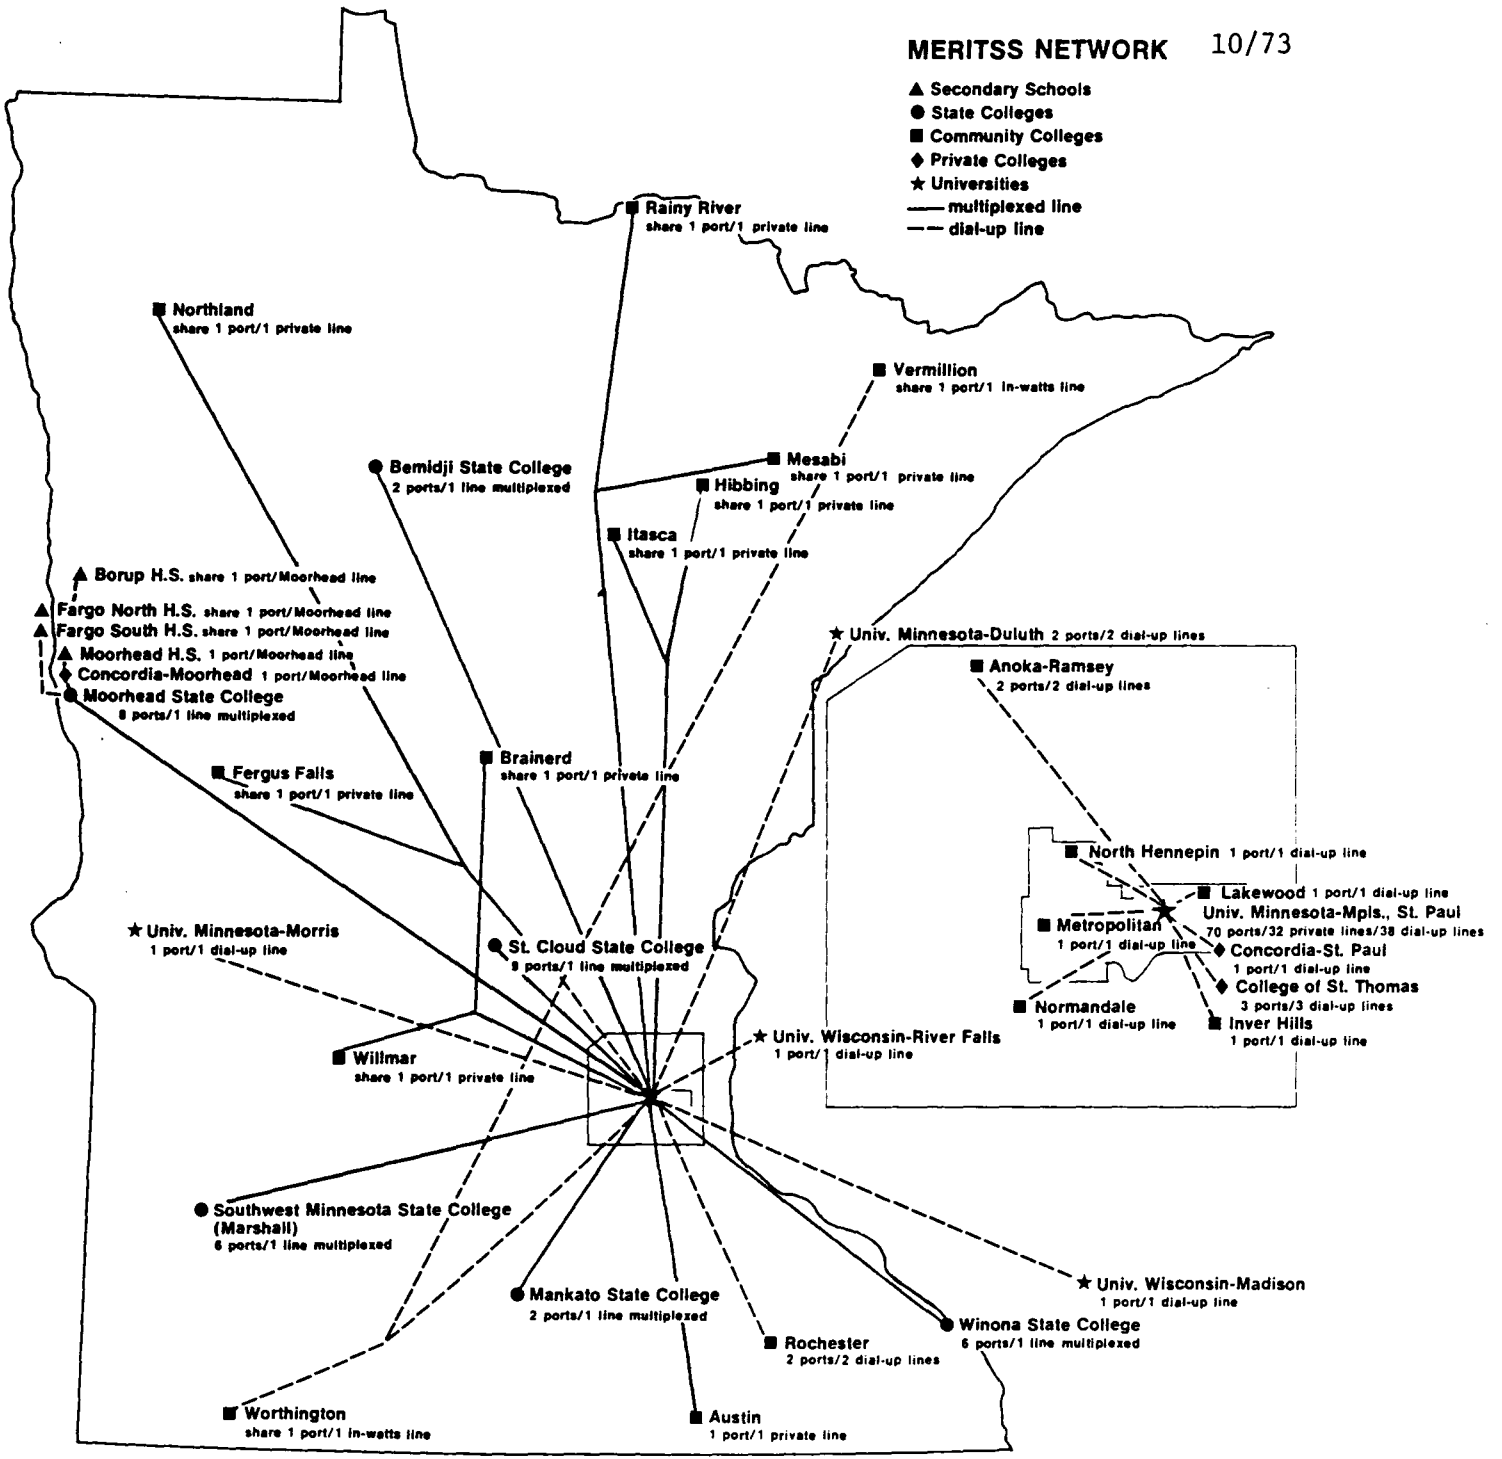 MERITSS NETWORK 10/73
▲ Secondary Schools
● State Colleges
■ Community Colleges
♦ Private Colleges
★ Universities
—— multiplexed line
– – dial-up line
Rainy River
share 1 port/1 private line
Northland
share 1 port/1 private line
Vermillion
share 1 port/1 in-watts line
Mesabi
share 1 port/1 private line
Bemidji State College
2 ports/1 line multiplexed
Hibbing
share 1 port/1 private line
Itasca
share 1 port/1 private line
Borup H.S. share 1 port/Moorhead line
Fargo North H.S. share 1 port/Moorhead line
Fargo South H.S. share 1 port/Moorhead line
Moorhead H.S. 1 port/Moorhead line
Concordia-Moorhead 1 port/Moorhead line
Moorhead State College
8 ports/1 line multiplexed
Univ. Minnesota-Duluth 2 ports/2 dial-up lines
Anoka-Ramsey
2 ports/2 dial-up lines
Brainerd
share 1 port/1 private line
Fergus Falls
share 1 port/1 private line
North Hennepin 1 port/1 dial-up line
Lakewood 1 port/1 dial-up line
Univ. Minnesota-Mpls., St. Paul
70 ports/32 private lines/38 dial-up lines
Metropolitan
1 port/1 dial-up line
Concordia-St. Paul
1 port/1 dial-up line
College of St. Thomas
3 ports/3 dial-up lines
Normandale
1 port/1 dial-up line
Inver Hills
1 port/1 dial-up line
Univ. Minnesota-Morris
1 port/1 dial-up line
St. Cloud State College
9 ports/1 line multiplexed
Univ. Wisconsin-River Falls
1 port/1 dial-up line
Willmar
share 1 port/1 private line
Southwest Minnesota State College
(Marshall)
6 ports/1 line multiplexed
Mankato State College
2 ports/1 line multiplexed
Univ. Wisconsin-Madison
1 port/1 dial-up line
Winona State College
6 ports/1 line multiplexed
Rochester
2 ports/2 dial-up lines
Worthington
share 1 port/1 in-watts line
Austin
1 port/1 private line